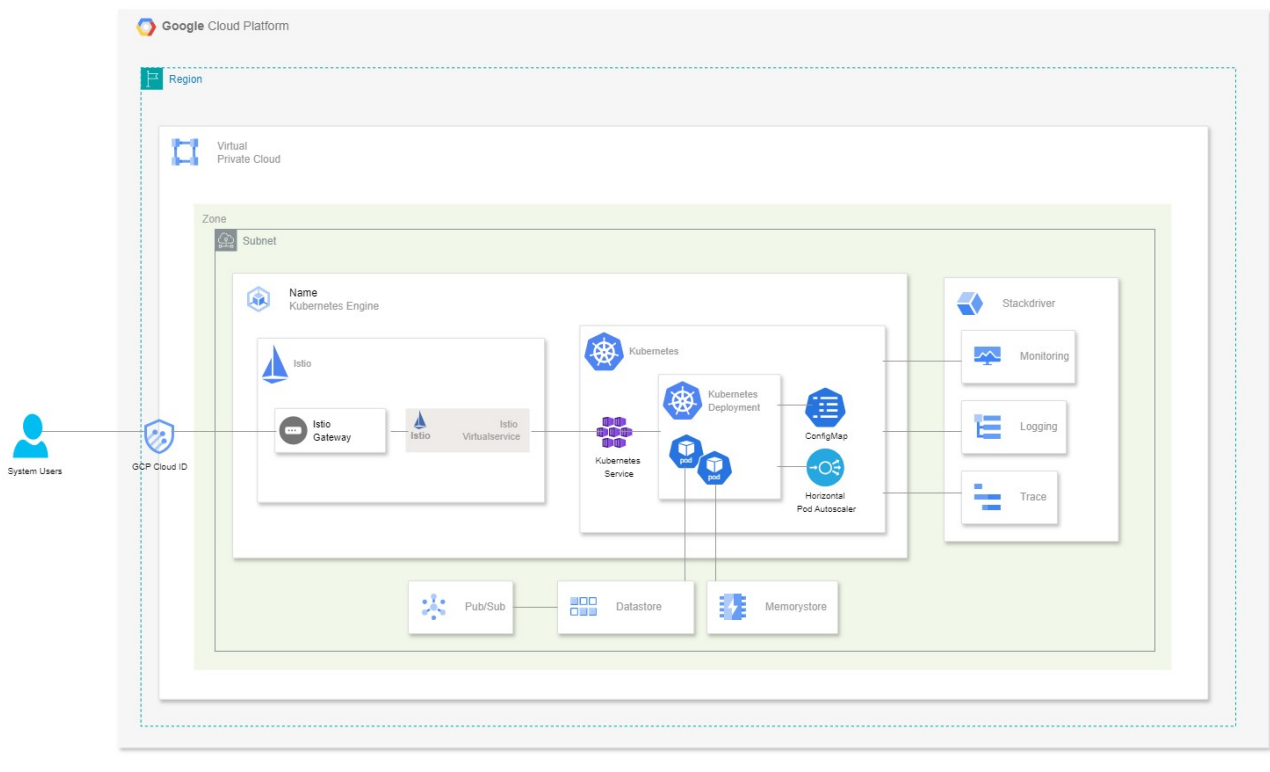 Google Cloud Platform
Region
Virtual
Private Cloud
Zone
Subnet
Name
Kubernetes Engine
Stackdriver
Istio
Kubernetes
Monitoring
Kubernetes
Deployment
Istio
Gateway
Istio
Istio
Virtualservice
ConfigMap
Logging
System Users
GCP Cloud ID
Kubernetes
Service
pod
pod
Horizontal
Pod Autoscaler
Trace
Pub/Sub
Datastore
Memorystore